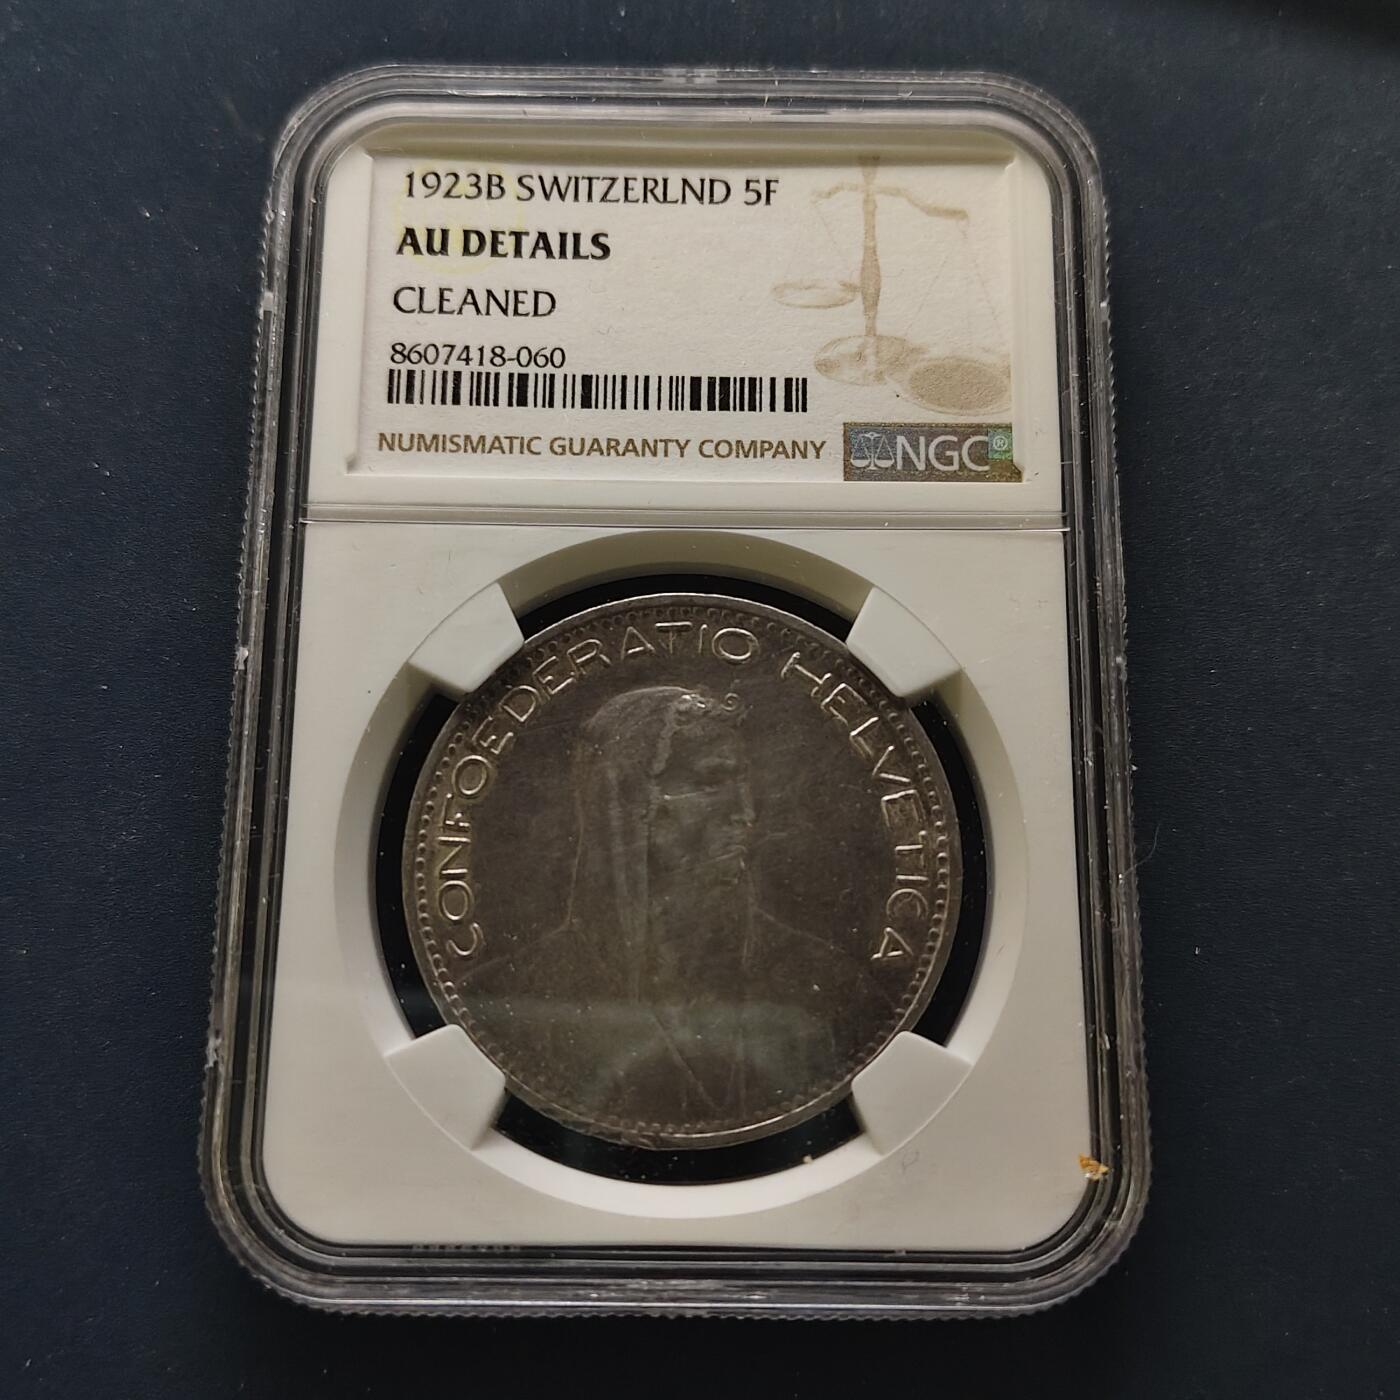 1923B SWITZERLND 5F
AU DETAILS
CLEANED
8607418-060
NUMISMATIC GUARANTY COMPANY
NGC®
CONFOEDERATIO HELVETICA